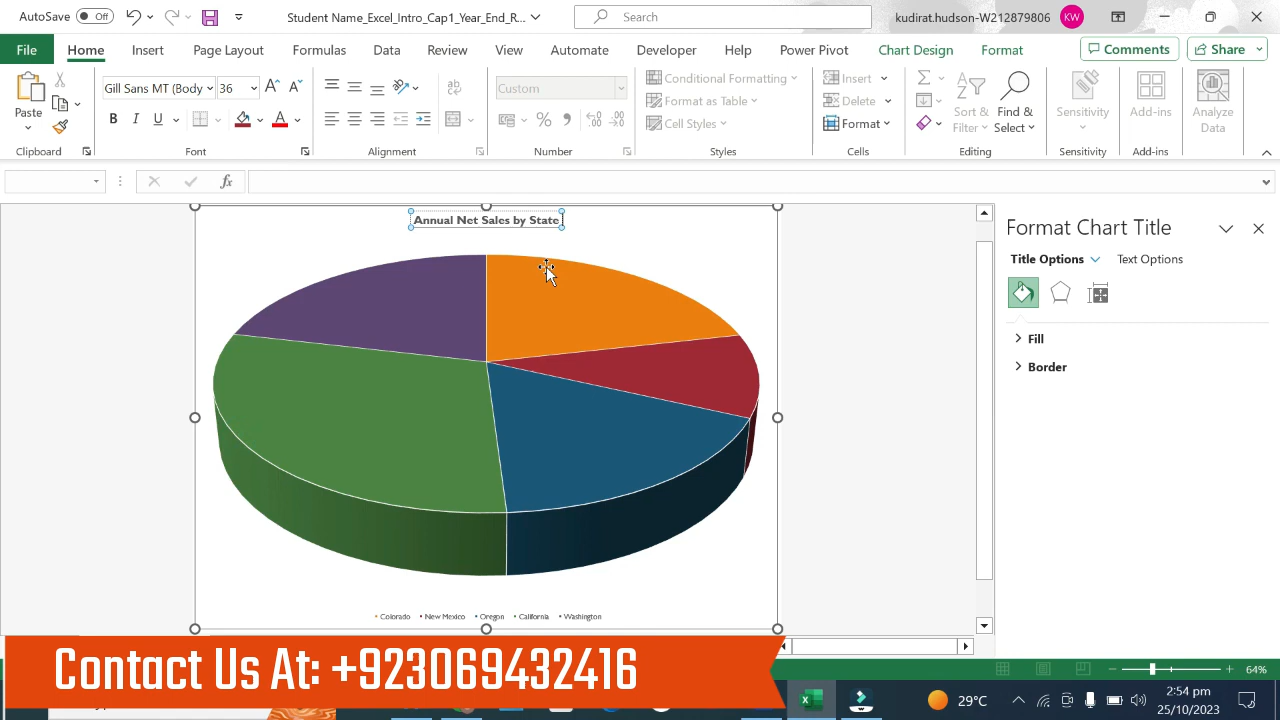 AutoSave Off Student Name_Excel_Intro_Cap1_Year_End_R... Search kudirat.hudson-W212879806 KW
File Home Insert Page Layout Formulas Data Review View Automate Developer Help Power Pivot Chart Design Format Comments Share
Paste
Clipboard
Gill Sans MT (Body 36
B I U A
Font
Alignment
Custom
Number
Conditional Formatting
Format as Table
Cell Styles
Styles
Insert
Delete
Format
Cells
Sort & Filter
Find & Select
Editing
Sensitivity
Sensitivity
Add-ins
Add-ins
Analyze Data
fx
Annual Net Sales by State
Colorado New Mexico Oregon California Washington
Format Chart Title
Title Options Text Options
Fill
Border
Contact Us At: +923069432416
64%
29°C
2:54 pm
25/10/2023